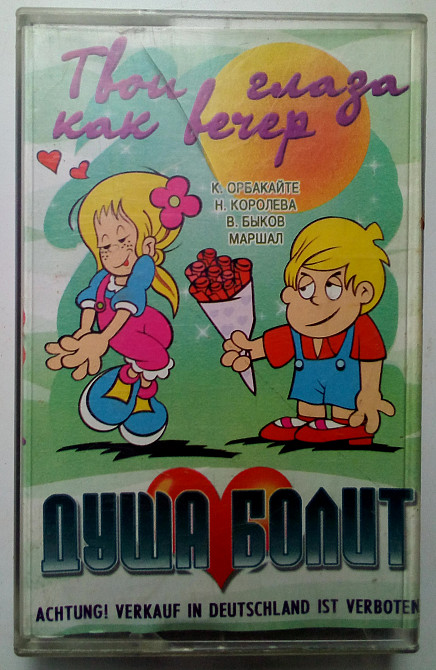 Твои глаза
как вечер
К. ОРБАКАЙТЕ
Н. КОРОЛЕВА
В. БЫКОВ
МАРШАЛ
ДУША БОЛИТ
ACHTUNG! VERKAUF IN DEUTSCHLAND IST VERBOTEN